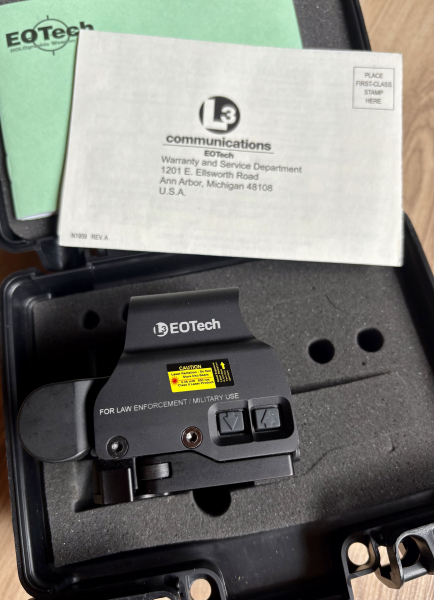 EOTech
PLACE
FIRST-CLASS
STAMP
HERE
L3
communications
EOTech
Warranty and Service Department
1201 E. Ellsworth Road
Ann Arbor, Michigan 48108
U.S.A.
N1959 REV. A
L3 EOTech
CAUTION
FOR LAW ENFORCEMENT / MILITARY USE